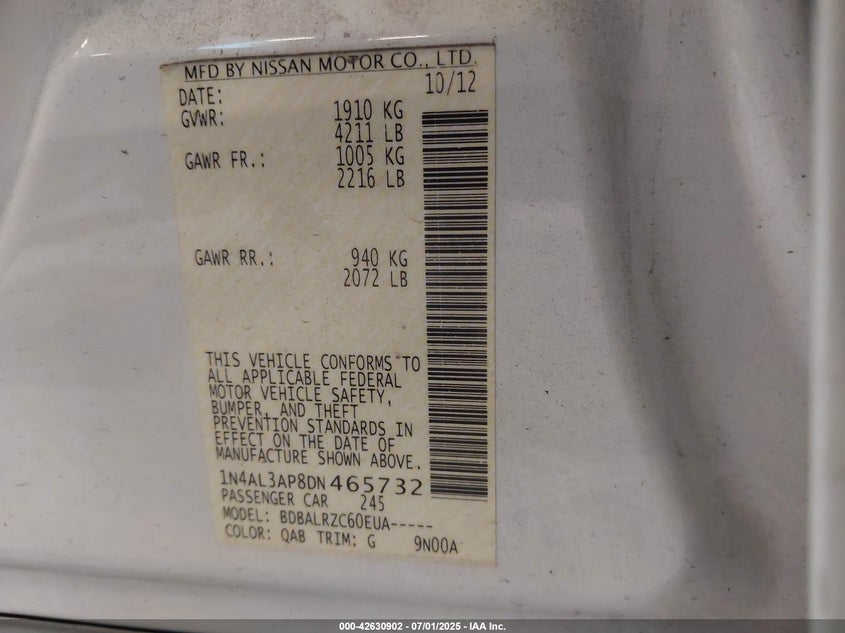 MFD BY NISSAN MOTOR CO., LTD.
DATE: 10/12
GVWR: 1910 KG
4211 LB
GAWR FR.: 1005 KG
2216 LB
GAWR RR.: 940 KG
2072 LB
THIS VEHICLE CONFORMS TO
ALL APPLICABLE FEDERAL
MOTOR VEHICLE SAFETY,
BUMPER, AND THEFT
PREVENTION STANDARDS IN
EFFECT ON THE DATE OF
MANUFACTURE SHOWN ABOVE.
1N4AL3AP8DN465732
PASSENGER CAR 245
MODEL: BDBALRZC60EUA-----
COLOR: QAB TRIM: G 9N00A
000-42630902 - 07/01/2025 - IAA Inc.